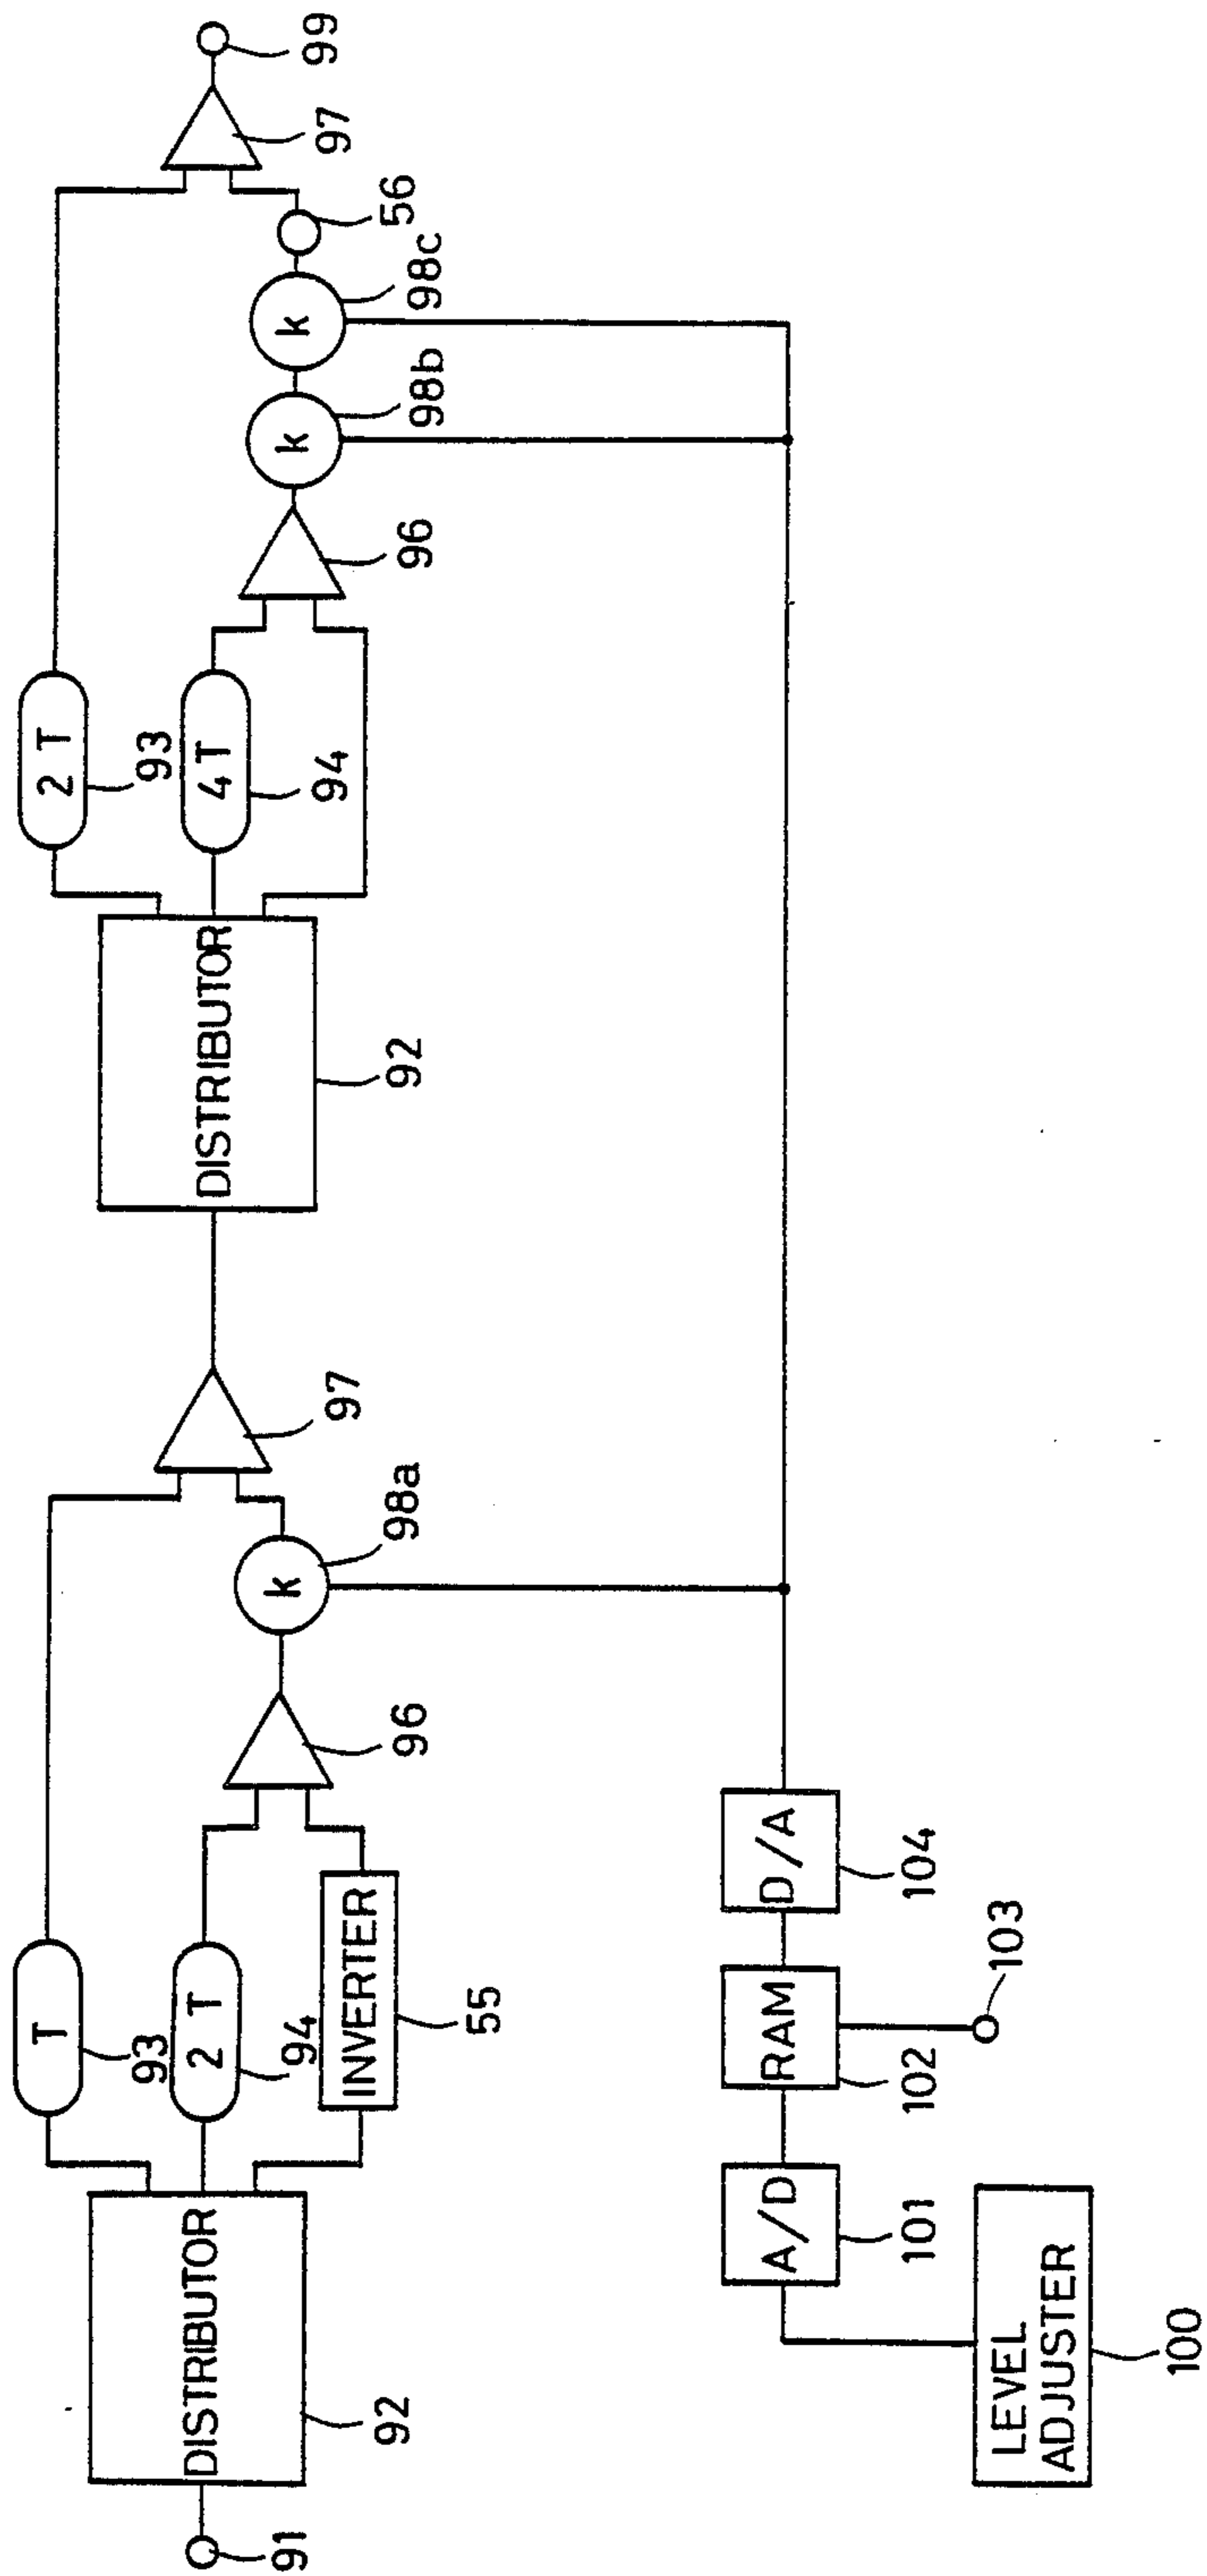 99
97
56
98c
k
98b
k
96
2 T
93
4 T
94
DISTRIBUTOR
92
97
98a
k
96
T
93
2 T
94
INVERTER
55
DISTRIBUTOR
92
91
D/A
104
103
RAM
102
A/D
101
LEVEL
ADJUSTER
100